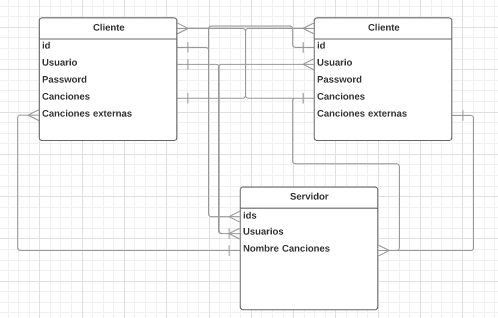 Cliente
id
Usuario
Password
Canciones
Canciones externas
Cliente
id
Usuario
Password
Canciones
Canciones externas
Servidor
ids
Usuarios
Nombre Canciones